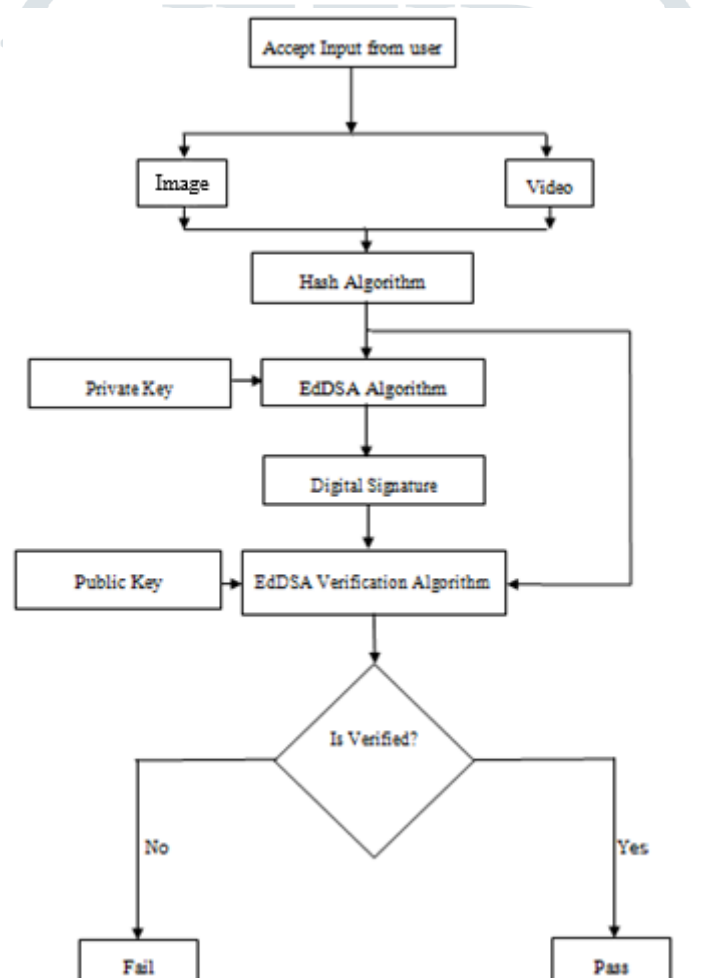 Accept Input from user
Image
Video
Hash Algorithm
Private Key
EdDSA Algorithm
Digital Signature
Public Key
EdDSA Verification Algorithm
Is Verified?
No
Yes
Fail
Pass